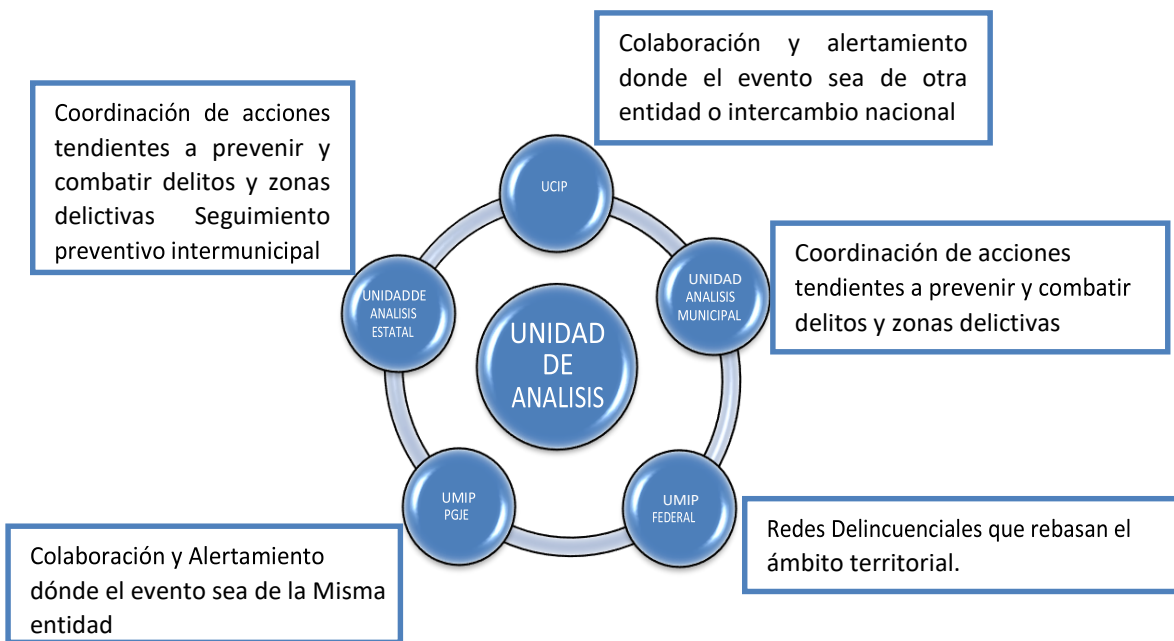 Colaboración y alertamiento
donde el evento sea de otra
entidad o intercambio nacional
Coordinación de acciones
tendientes a prevenir y
combatir delitos y zonas
delictivas Seguimiento
preventivo intermunicipal
UCIP
UNIDAD
ANALISIS
MUNICIPAL
Coordinación de acciones
tendientes a prevenir y combatir
delitos y zonas delictivas
UNIDADDE
ANALISIS
ESTATAL
UNIDAD
DE
ANALISIS
UMIP
PGJE
UMIP
FEDERAL
Redes Delincuenciales que rebasan el
ámbito territorial.
Colaboración y Alertamiento
dónde el evento sea de la Misma
entidad